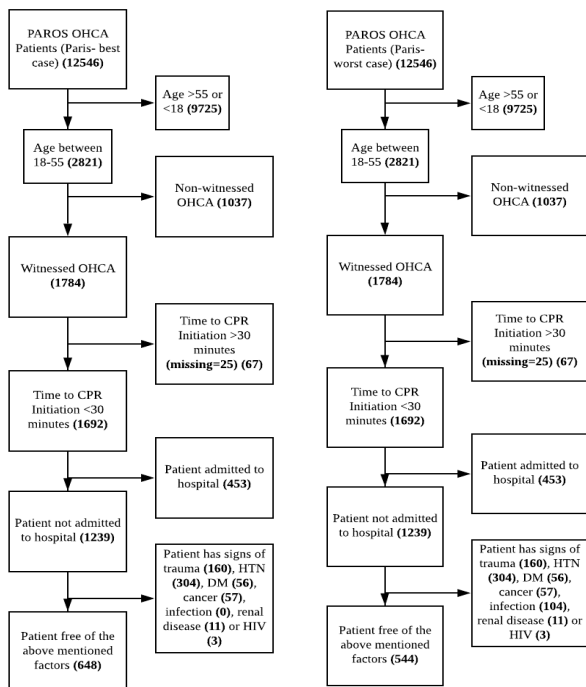 PAROS OHCA
Patients (Paris- best
case) (12546)
Age >55 or
<18 (9725)
Age between
18-55 (2821)
Non-witnessed
OHCA (1037)
Witnessed OHCA
(1784)
Time to CPR
Initiation >30
minutes
(missing=25) (67)
Time to CPR
Initiation <30
minutes (1692)
Patient admitted to
hospital (453)
Patient not admitted
to hospital (1239)
Patient has signs of
trauma (160), HTN
(304), DM (56),
cancer (57),
infection (0), renal
disease (11) or HIV
(3)
Patient free of the
above mentioned
factors (648)
PAROS OHCA
Patients (Paris-
worst case) (12546)
Age >55 or
<18 (9725)
Age between
18-55 (2821)
Non-witnessed
OHCA (1037)
Witnessed OHCA
(1784)
Time to CPR
Initiation >30
minutes
(missing=25) (67)
Time to CPR
Initiation <30
minutes (1692)
Patient admitted to
hospital (453)
Patient not admitted
to hospital (1239)
Patient has signs of
trauma (160), HTN
(304), DM (56),
cancer (57),
infection (104),
renal disease (11) or
HIV (3)
Patient free of the
above mentioned
factors (544)